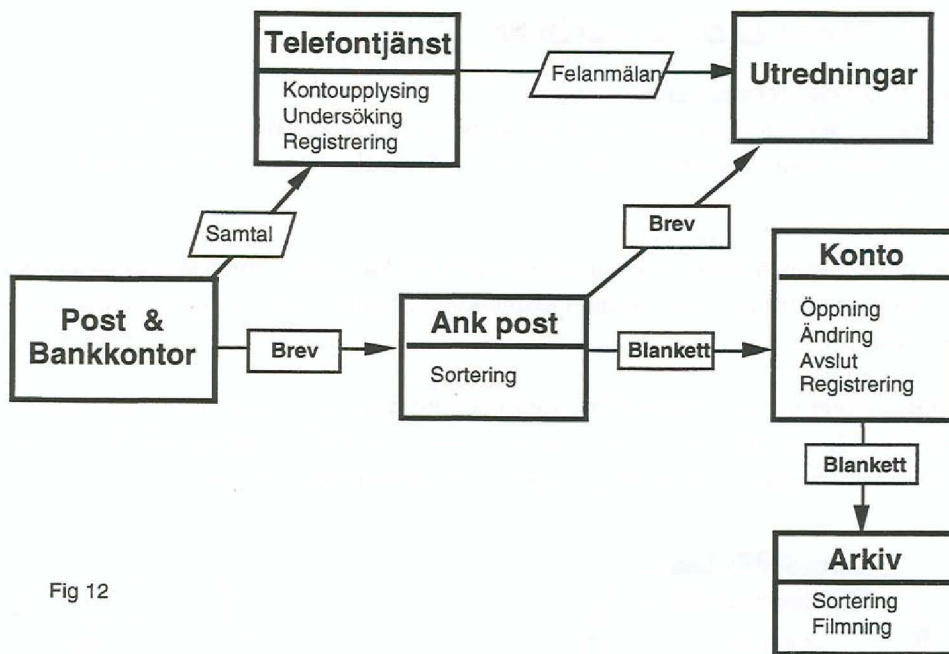 Telefontjänst
Kontoupplysing
Undersöking
Registrering
Felanmälan
Utredningar
Samtal
Brev
Post &
Bankkontor
Brev
Ank post
Sortering
Blankett
Konto
Öppning
Ändring
Avslut
Registrering
Blankett
Arkiv
Sortering
Filmning
Fig 12